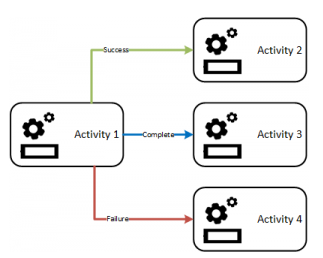 Success
Activity 2
Activity 1
Complete
Activity 3
Failure
Activity 4